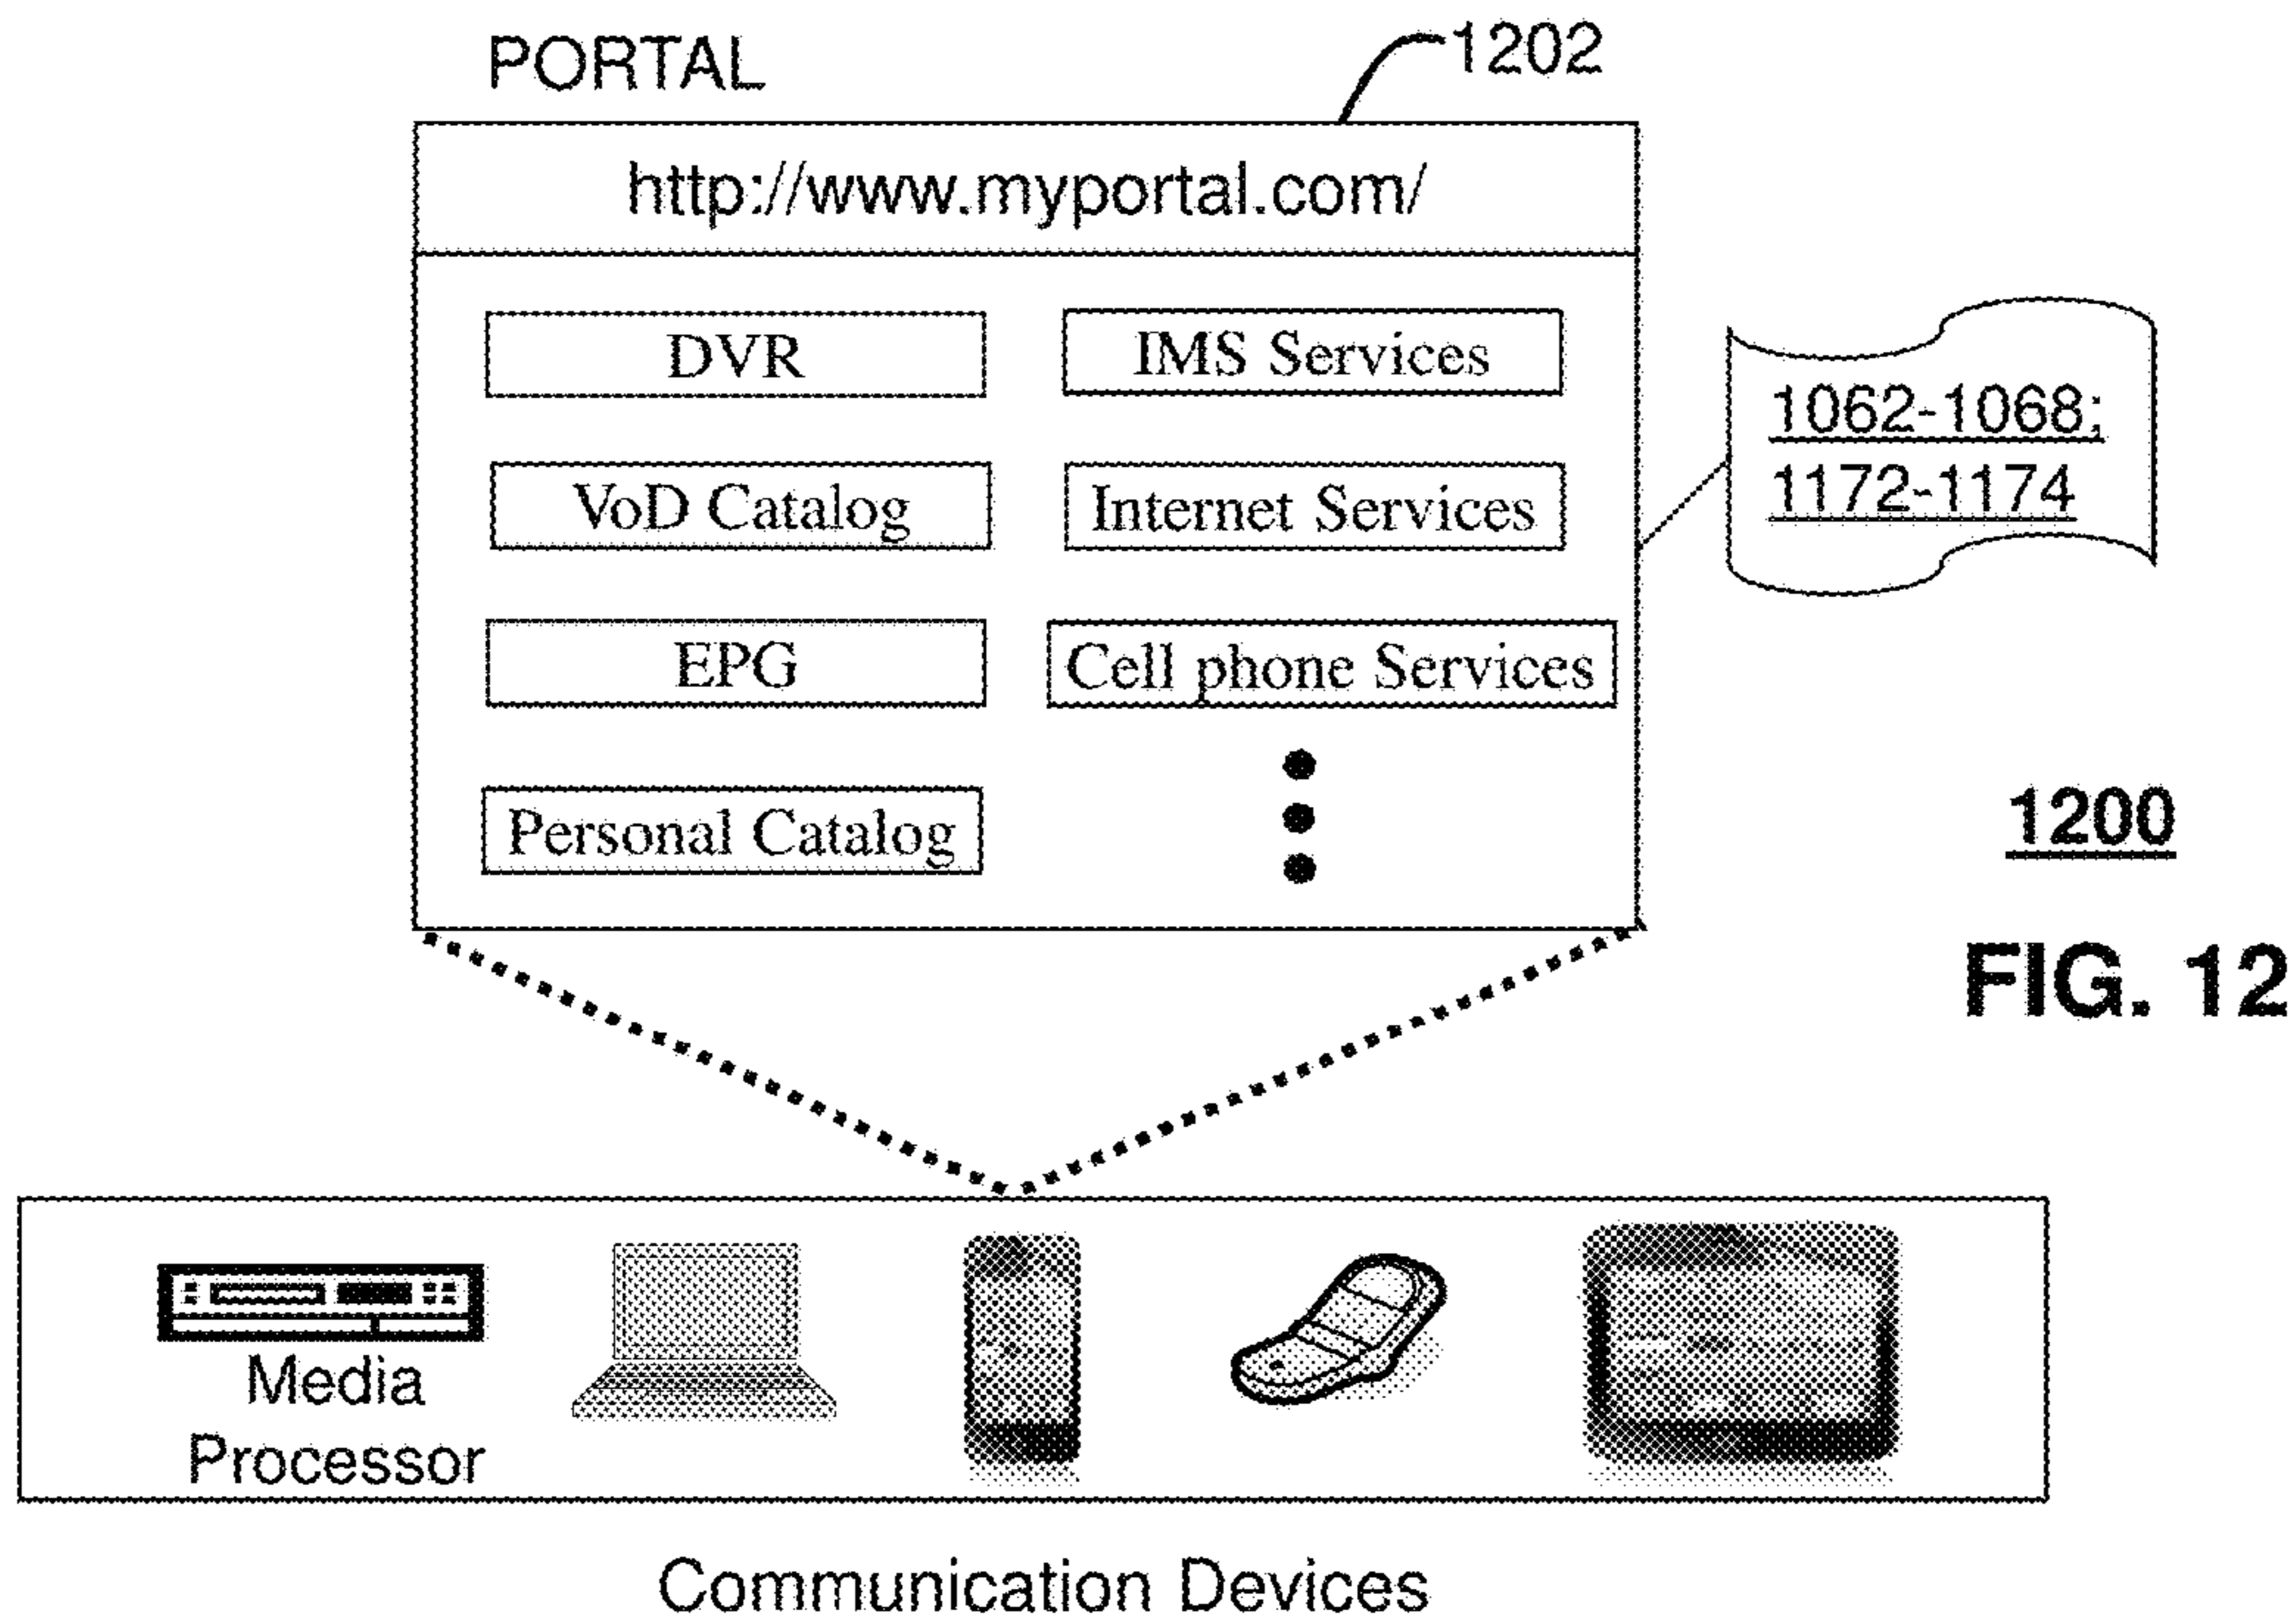 PORTAL
1202
http://www.myportal.com/
DVR
IMS Services
VoD Catalog
Internet Services
EPG
Cell phone Services
Personal Catalog
1062-1068;
1172-1174
1200
FIG. 12
Media
Processor
Communication Devices